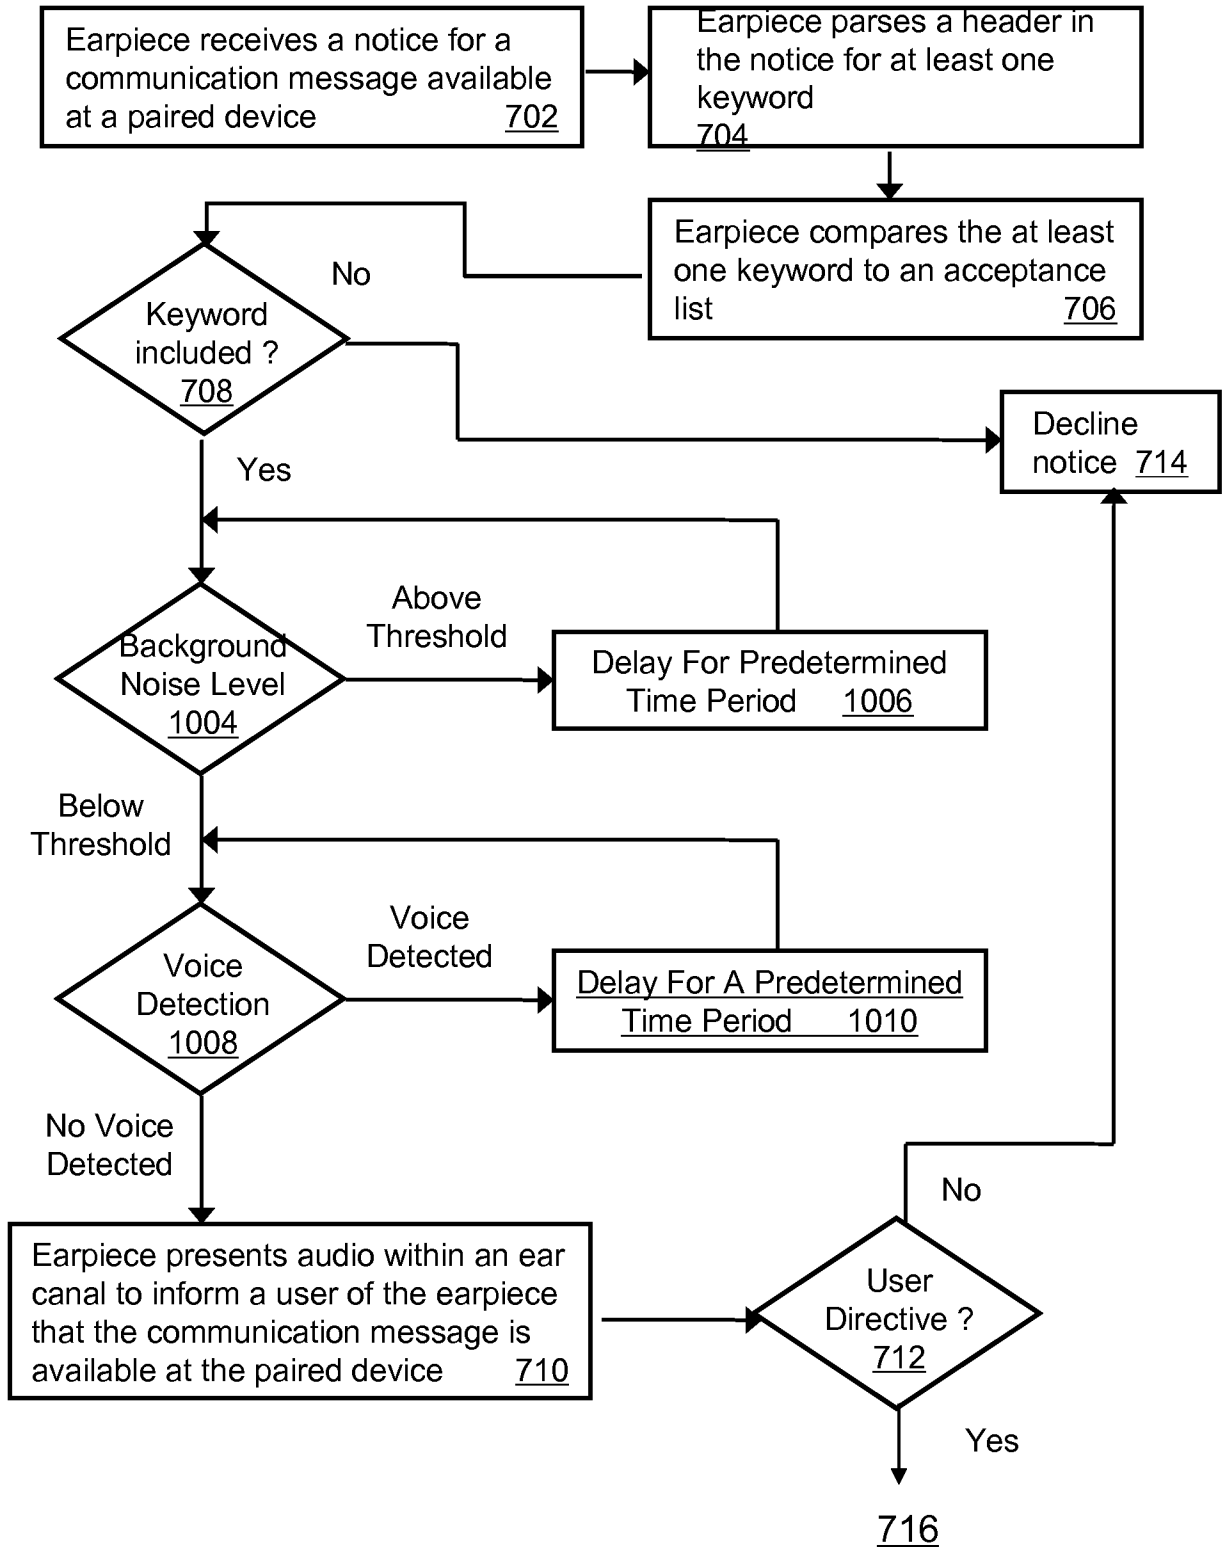 Earpiece receives a notice for a
communication message available
at a paired device 702
Earpiece parses a header in
the notice for at least one
keyword
704
Earpiece compares the at least
one keyword to an acceptance
list 706
No
Keyword
included ?
708
Decline
notice 714
Yes
Above
Threshold
Background
Noise Level
1004
Delay For Predetermined
Time Period 1006
Below
Threshold
Voice
Detected
Voice
Detection
1008
Delay For A Predetermined
Time Period 1010
No Voice
Detected
No
Earpiece presents audio within an ear
canal to inform a user of the earpiece
that the communication message is
available at the paired device 710
User
Directive ?
712
Yes
716